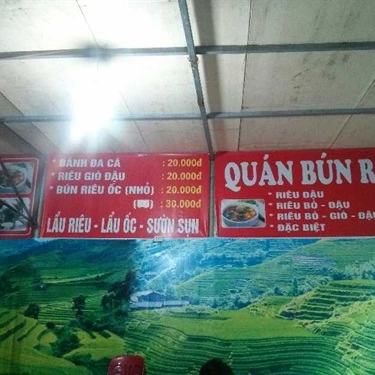 * BÁNH ĐA CÁ : 20.000đ
* RIÊU GIÒ ĐẬU : 20.000đ
* BÚN RIÊU ỐC (NHỎ) : 20.000đ
: 30.000đ
LẨU RIÊU - LẨU ỐC - SƯỜN SỤN
QUÁN BÚN R
* RIÊU ĐẬU
* RIÊU BÒ - ĐẬU
* RIÊU BÒ - GIÒ - ĐẬ
* ĐẶC BIỆT